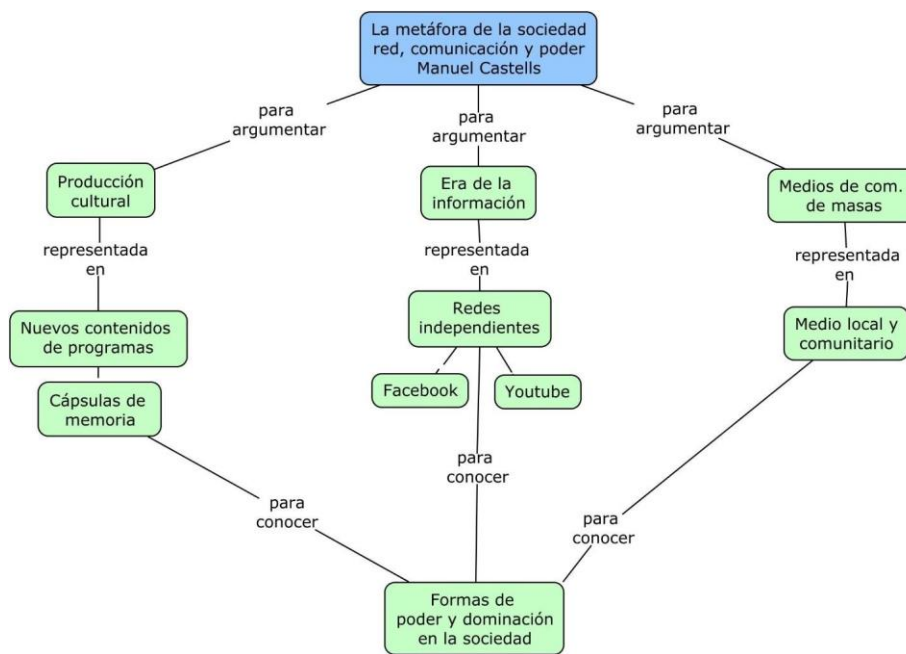 La metáfora de la sociedad
red, comunicación y poder
Manuel Castells
para
argumentar
para
argumentar
para
argumentar
Producción
cultural
Era de la
información
Medios de com.
de masas
representada
en
representada
en
representada
en
Nuevos contenidos
de programas
Redes
independientes
Medio local y
comunitario
Cápsulas de
memoria
Facebook
Youtube
para
conocer
para
conocer
para
conocer
Formas de
poder y dominación
en la sociedad